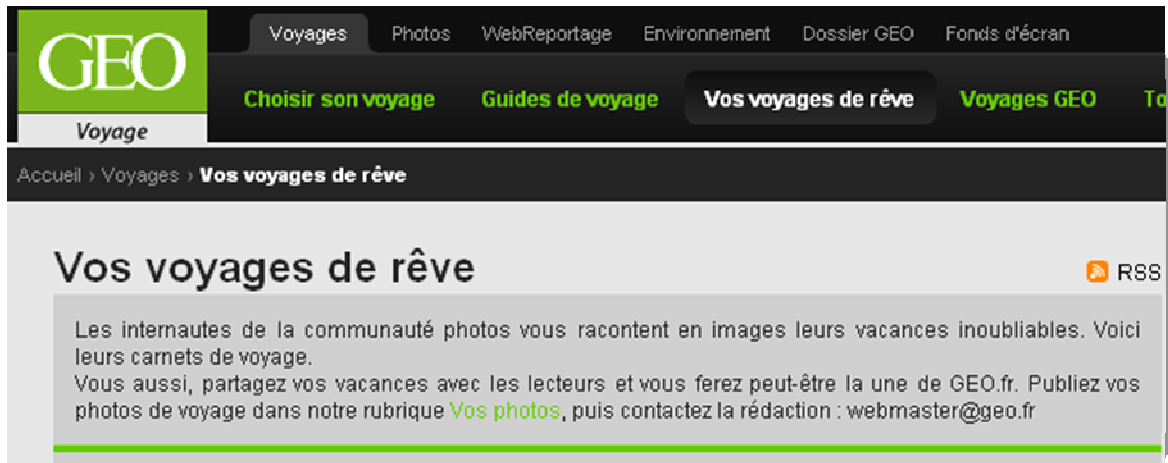 GEO
Voyage
Voyages Photos WebReportage Environnement Dossier GEO Fonds d'écran
Choisir son voyage Guides de voyage Vos voyages de rêve Voyages GEO
Accueil › Voyages › Vos voyages de rêve
Vos voyages de rêve
RSS
Les internautes de la communauté photos vous racontent en images leurs vacances inoubliables. Voici
leurs carnets de voyage.
Vous aussi, partagez vos vacances avec les lecteurs et vous ferez peut-être la une de GEO.fr. Publiez vos
photos de voyage dans notre rubrique Vos photos, puis contactez la rédaction : webmaster@geo.fr